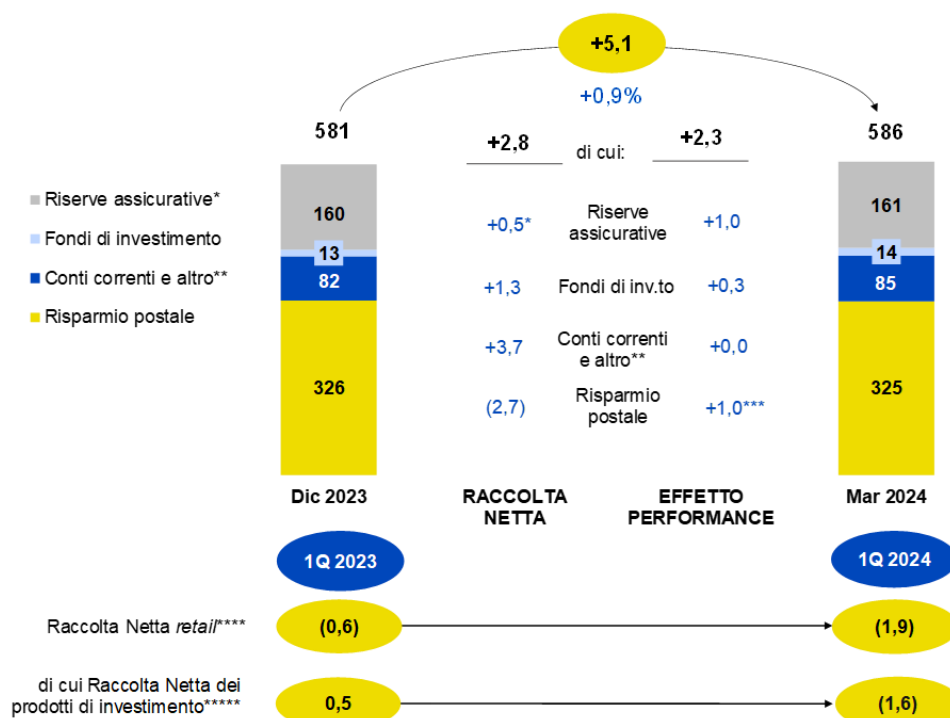 +5,1
+0,9%
581
+2,8
di cui:
+2,3
586
Riserve assicurative*
Fondi di investimento
Conti correnti e altro**
Risparmio postale
160
13
82
326
+0,5*
Riserve
assicurative
+1,0
+1,3
Fondi di inv.to
+0,3
+3,7
Conti correnti
e altro**
+0,0
(2,7)
Risparmio
postale
+1,0***
161
14
85
325
Dic 2023
RACCOLTA
NETTA
EFFETTO
PERFORMANCE
Mar 2024
1Q 2023
1Q 2024
Raccolta Netta retail****
(0,6)
(1,9)
di cui Raccolta Netta dei
prodotti di investimento*****
0,5
(1,6)